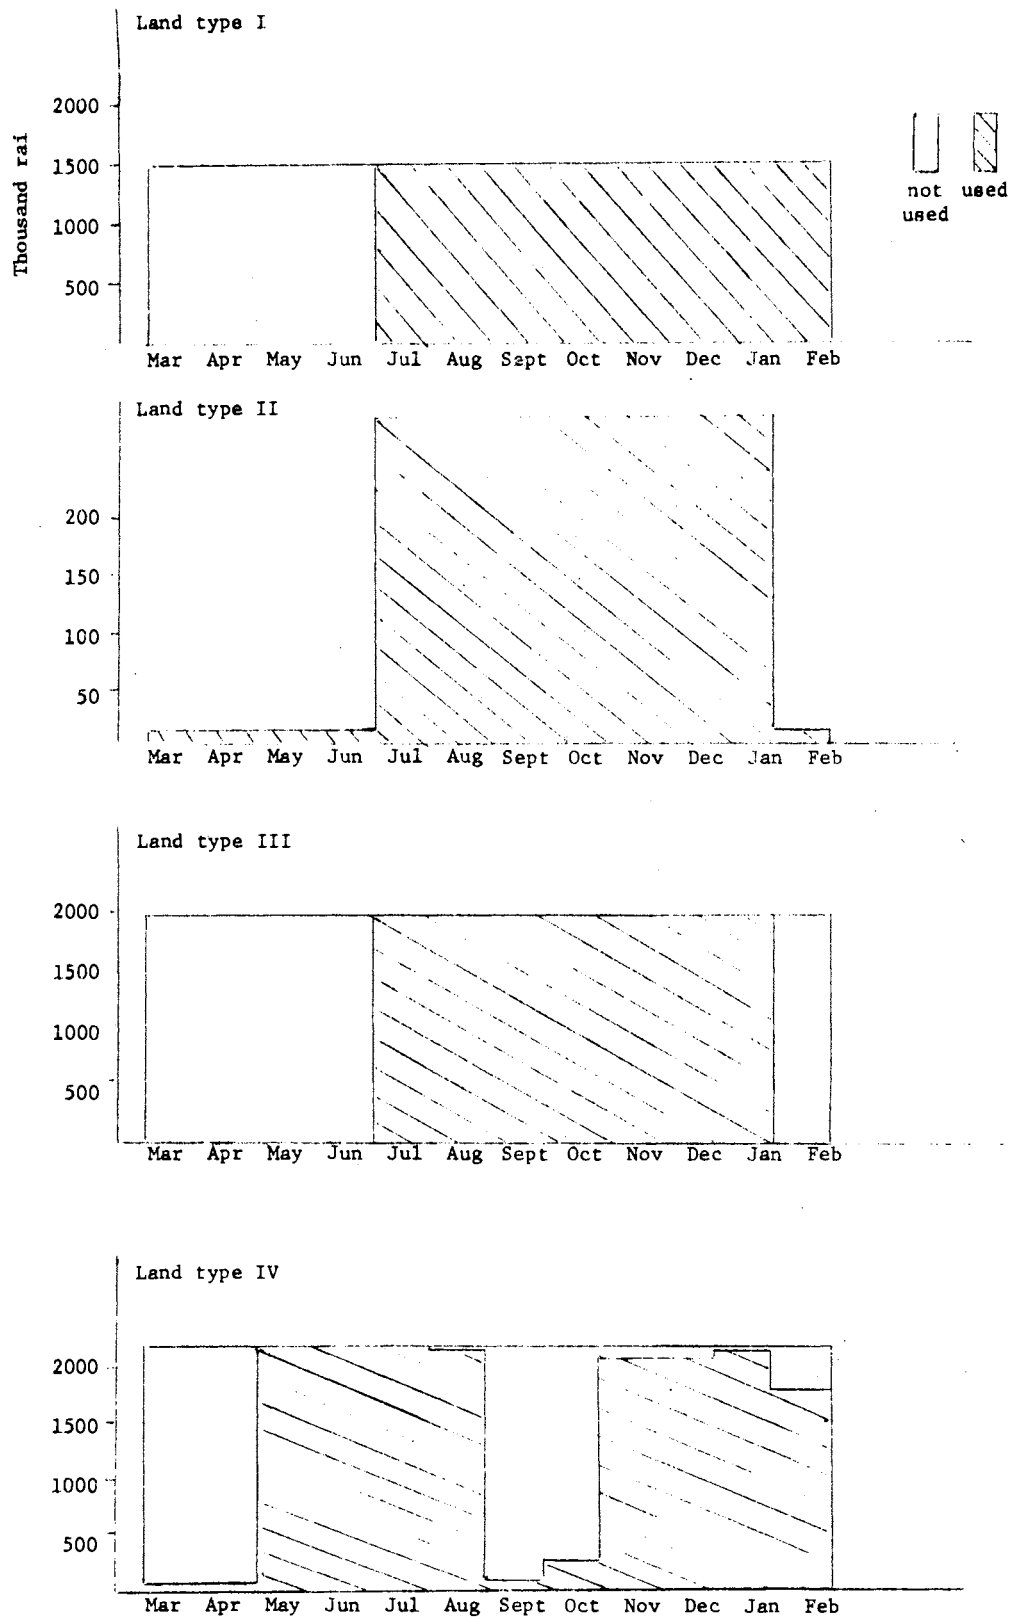 Land type I
Thousand rai
2000
1500
1000
500
not used
used
Mar Apr May Jun Jul Aug Sept Oct Nov Dec Jan Feb
Land type II
200
150
100
50
Mar Apr May Jun Jul Aug Sept Oct Nov Dec Jan Feb
Land type III
2000
1500
1000
500
Mar Apr May Jun Jul Aug Sept Oct Nov Dec Jan Feb
Land type IV
2000
1500
1000
500
Mar Apr May Jun Jul Aug Sept Oct Nov Dec Jan Feb